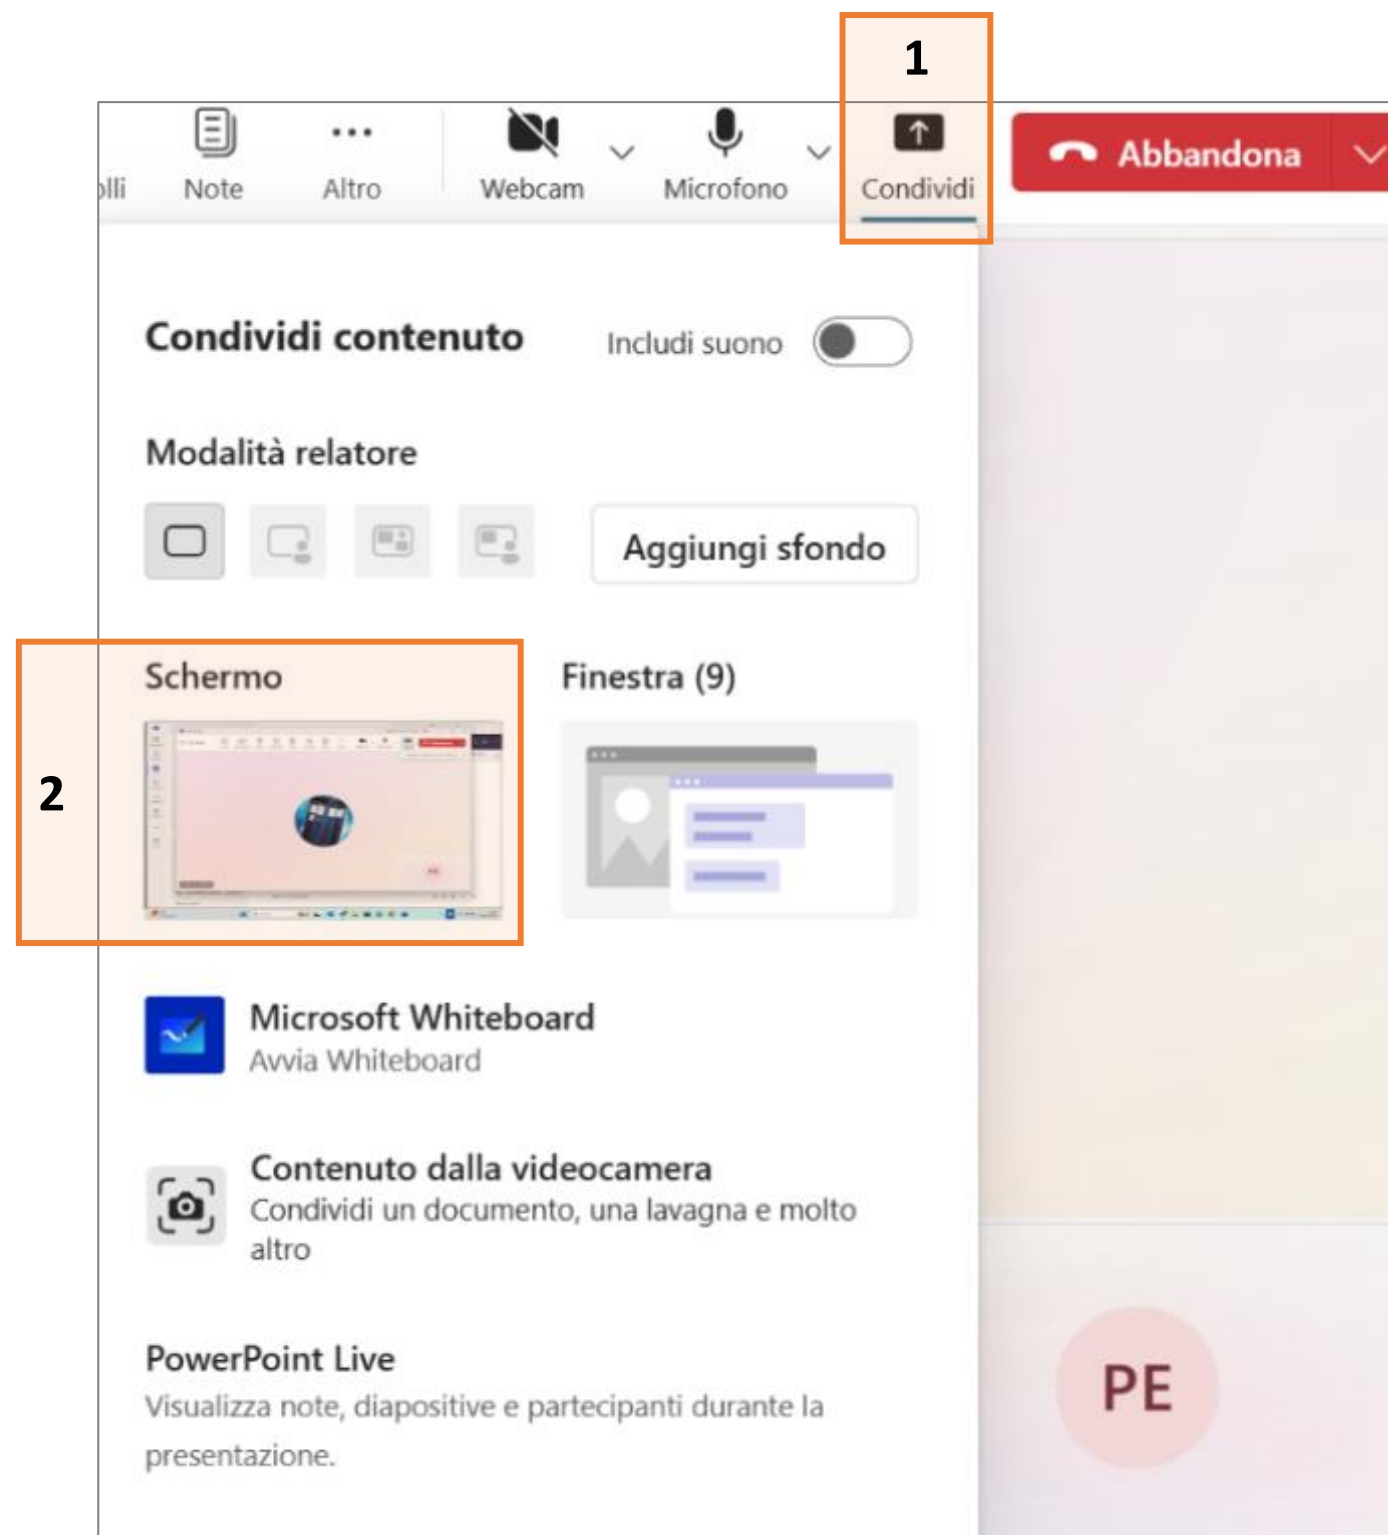 1
Note
Altro
Webcam
Microfono
Condividi
Abbandona
Condividi contenuto
Includi suono
Modalità relatore
Aggiungi sfondo
2
Schermo
Finestra (9)
Microsoft Whiteboard
Avvia Whiteboard
Contenuto dalla videocamera
Condividi un documento, una lavagna e molto
altro
PowerPoint Live
Visualizza note, diapositive e partecipanti durante la
presentazione.
PE